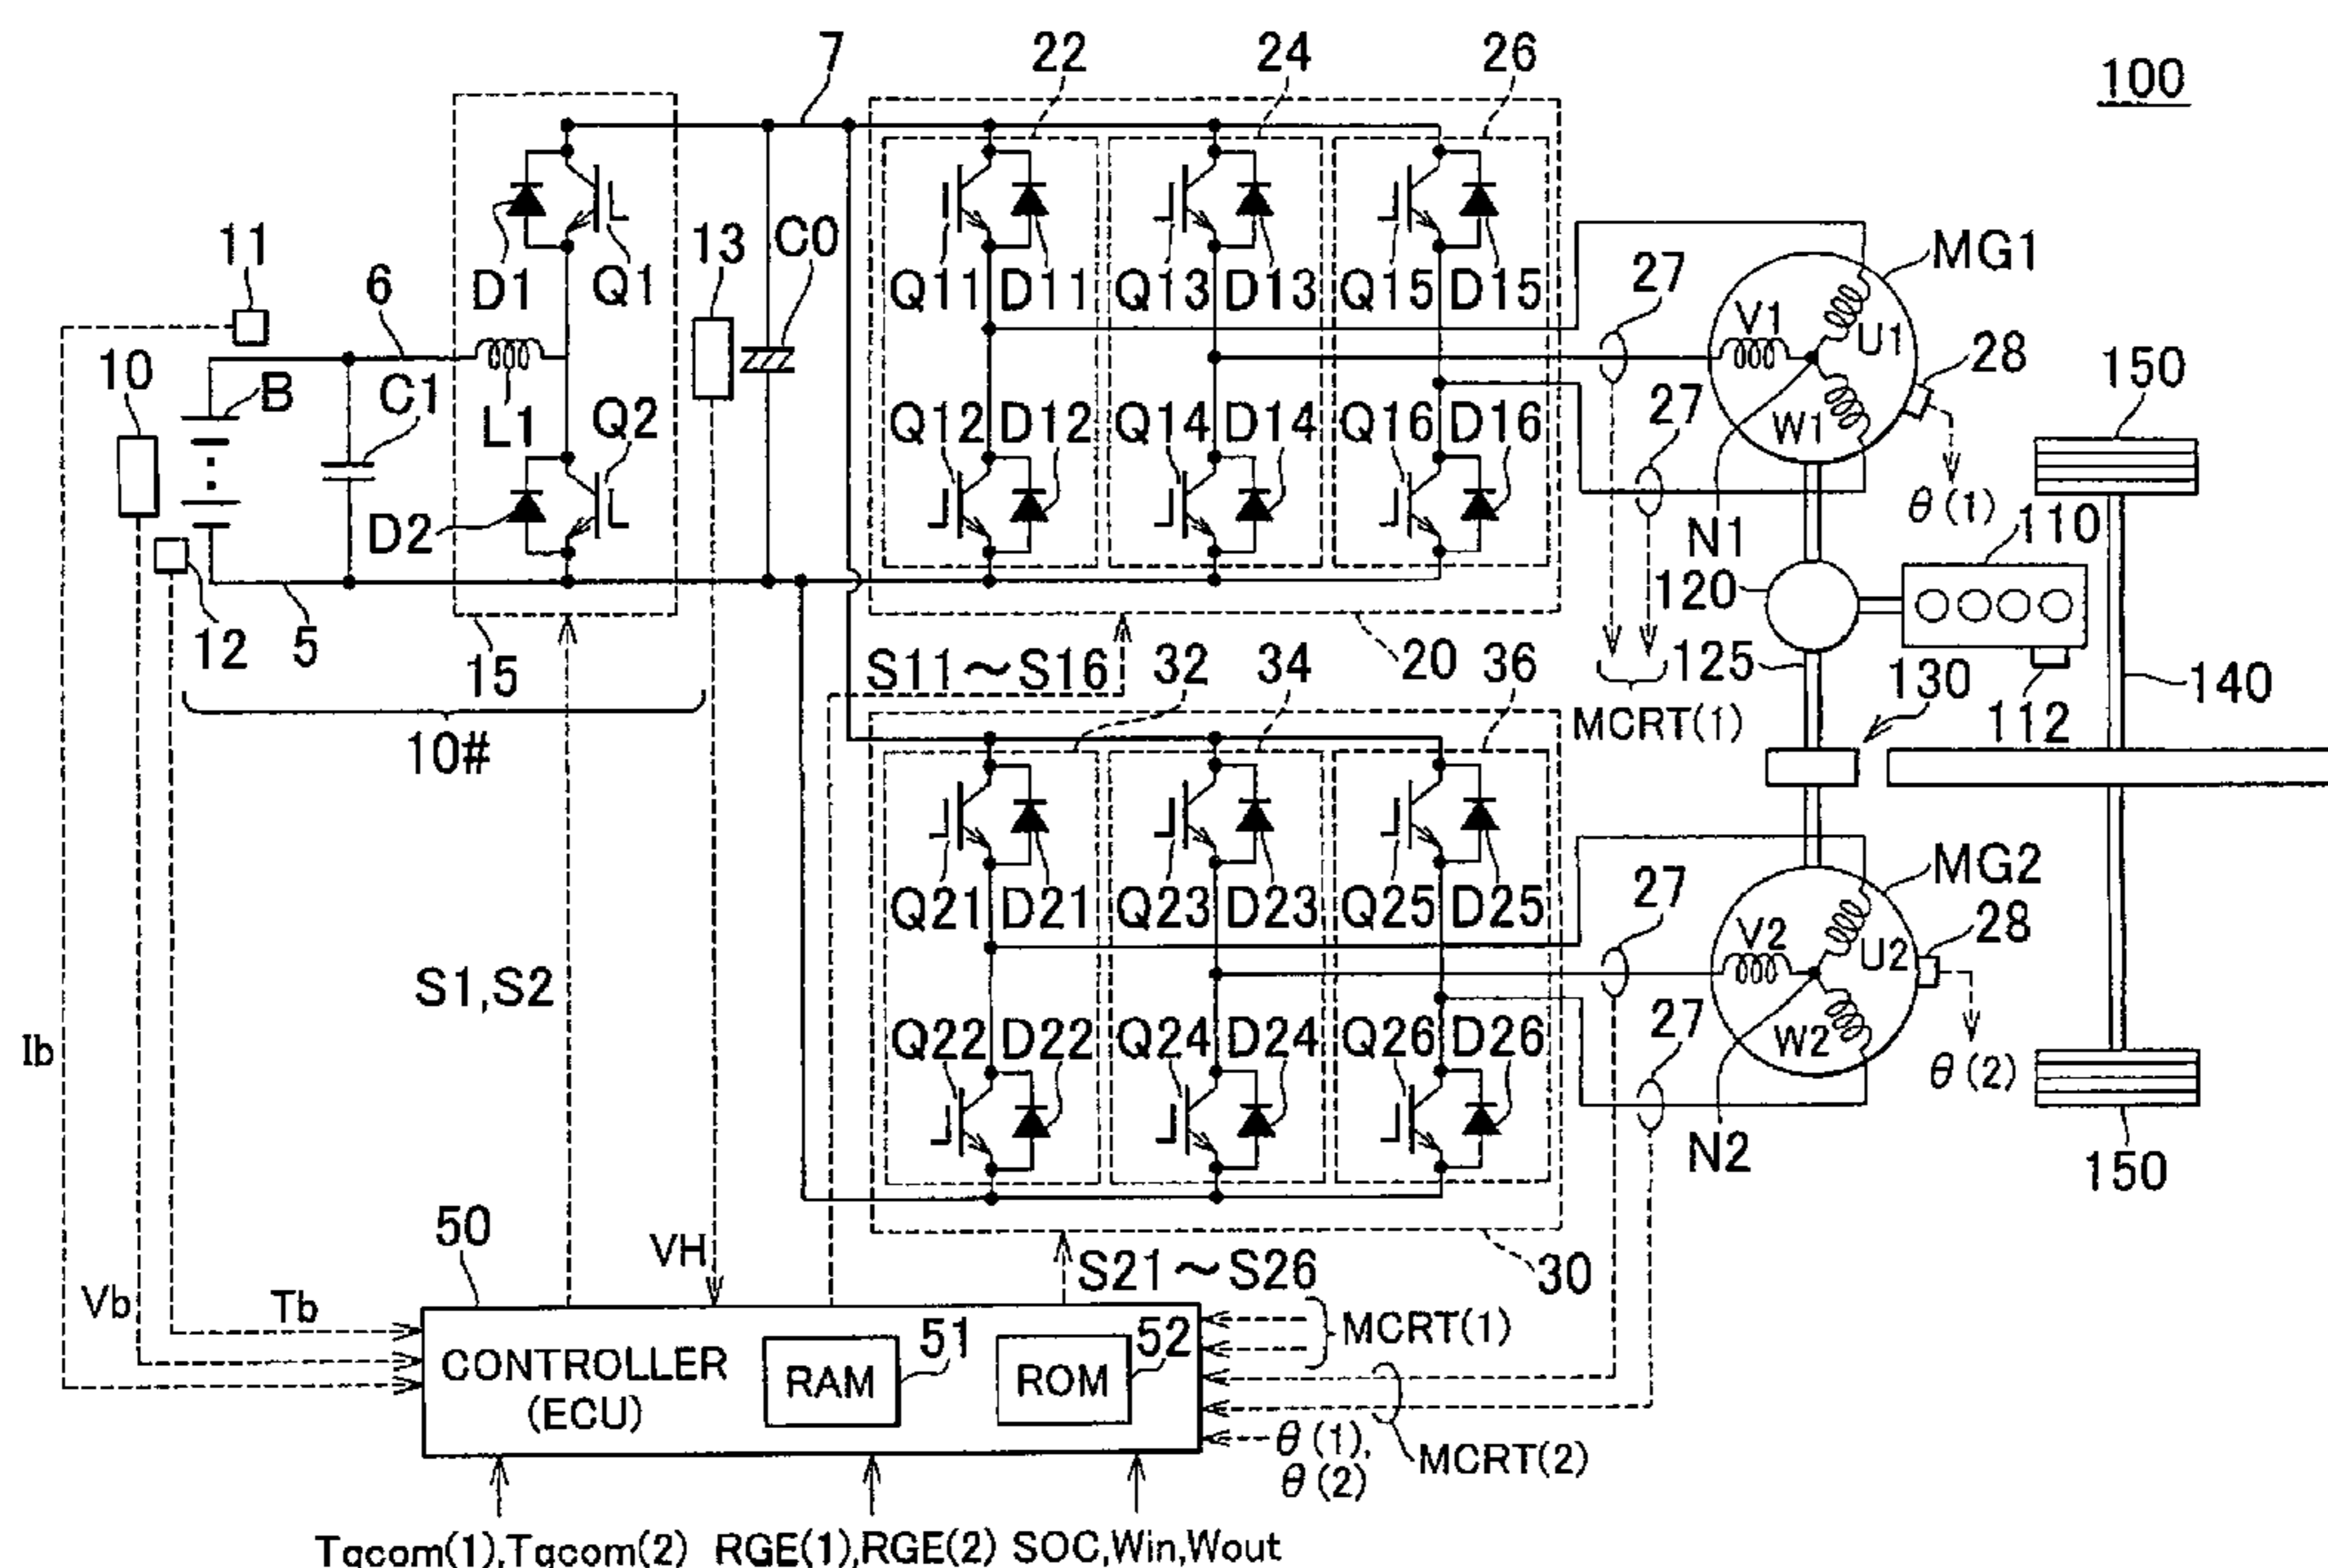 100
7
22
24
26
11
6
D1
Q1
13
C0
Q11
D11
Q13
D13
Q15
D15
27
MG1
V1
U1
28
10
B
C1
L1
Q2
Q12
D12
Q14
D14
Q16
D16
27
W1
150
θ(1)
D2
N1
110
120
12
5
15
S11～S16
20
125
130
140
112
MCRT(1)
10#
32
34
36
Q21
D21
Q23
D23
Q25
D25
27
MG2
V2
U2
28
S1,S2
Ib
Q22
D22
Q24
D24
Q26
D26
27
W2
θ(2)
N2
150
50
VH
S21～S26
30
Vb
Tb
CONTROLLER
(ECU)
RAM
51
ROM
52
MCRT(1)
θ(1),
θ(2)
MCRT(2)
Tqcom(1),Tqcom(2)
RGE(1),RGE(2)
SOC,Win,Wout